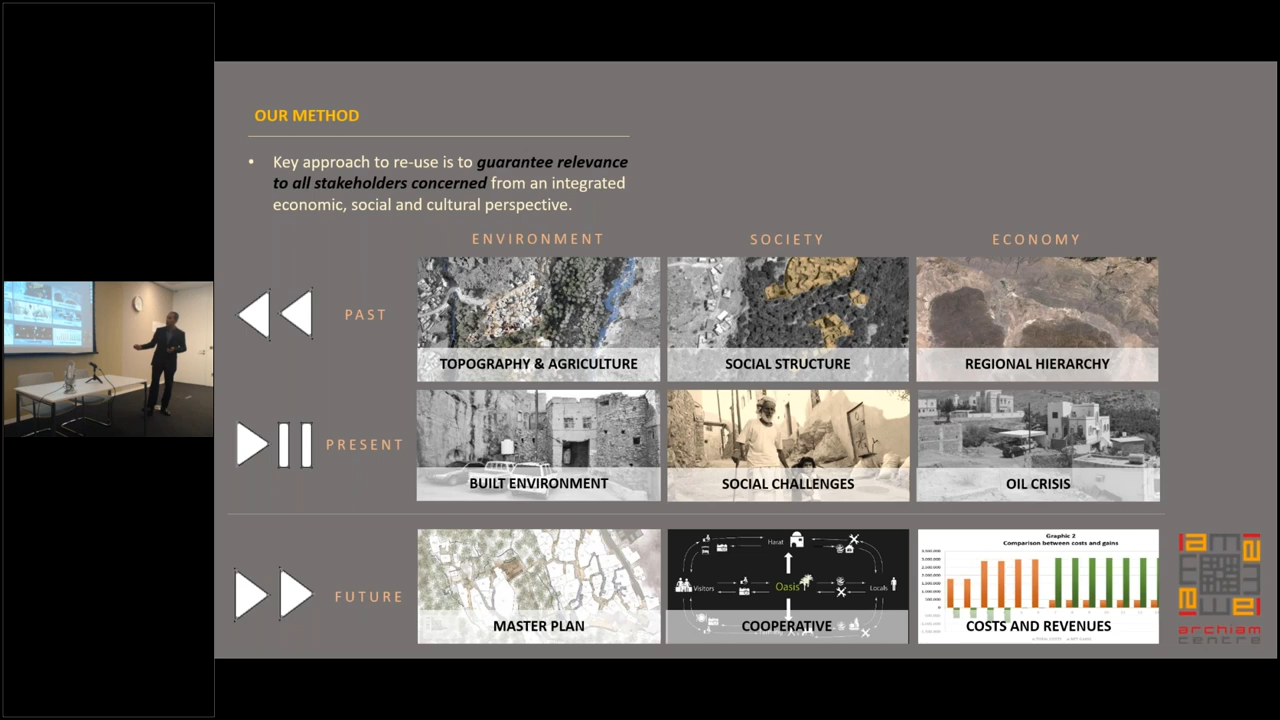 OUR METHOD
• Key approach to re-use is to guarantee relevance
to all stakeholders concerned from an integrated
economic, social and cultural perspective.
ENVIRONMENT
SOCIETY
ECONOMY
PAST
TOPOGRAPHY & AGRICULTURE
SOCIAL STRUCTURE
REGIONAL HIERARCHY
PRESENT
BUILT ENVIRONMENT
SOCIAL CHALLENGES
OIL CRISIS
FUTURE
MASTER PLAN
Harat
Visitors
Oasis
Locals
COOPERATIVE
Graphic 2
Comparison between costs and gains
COSTS AND REVENUES
archiam
centre